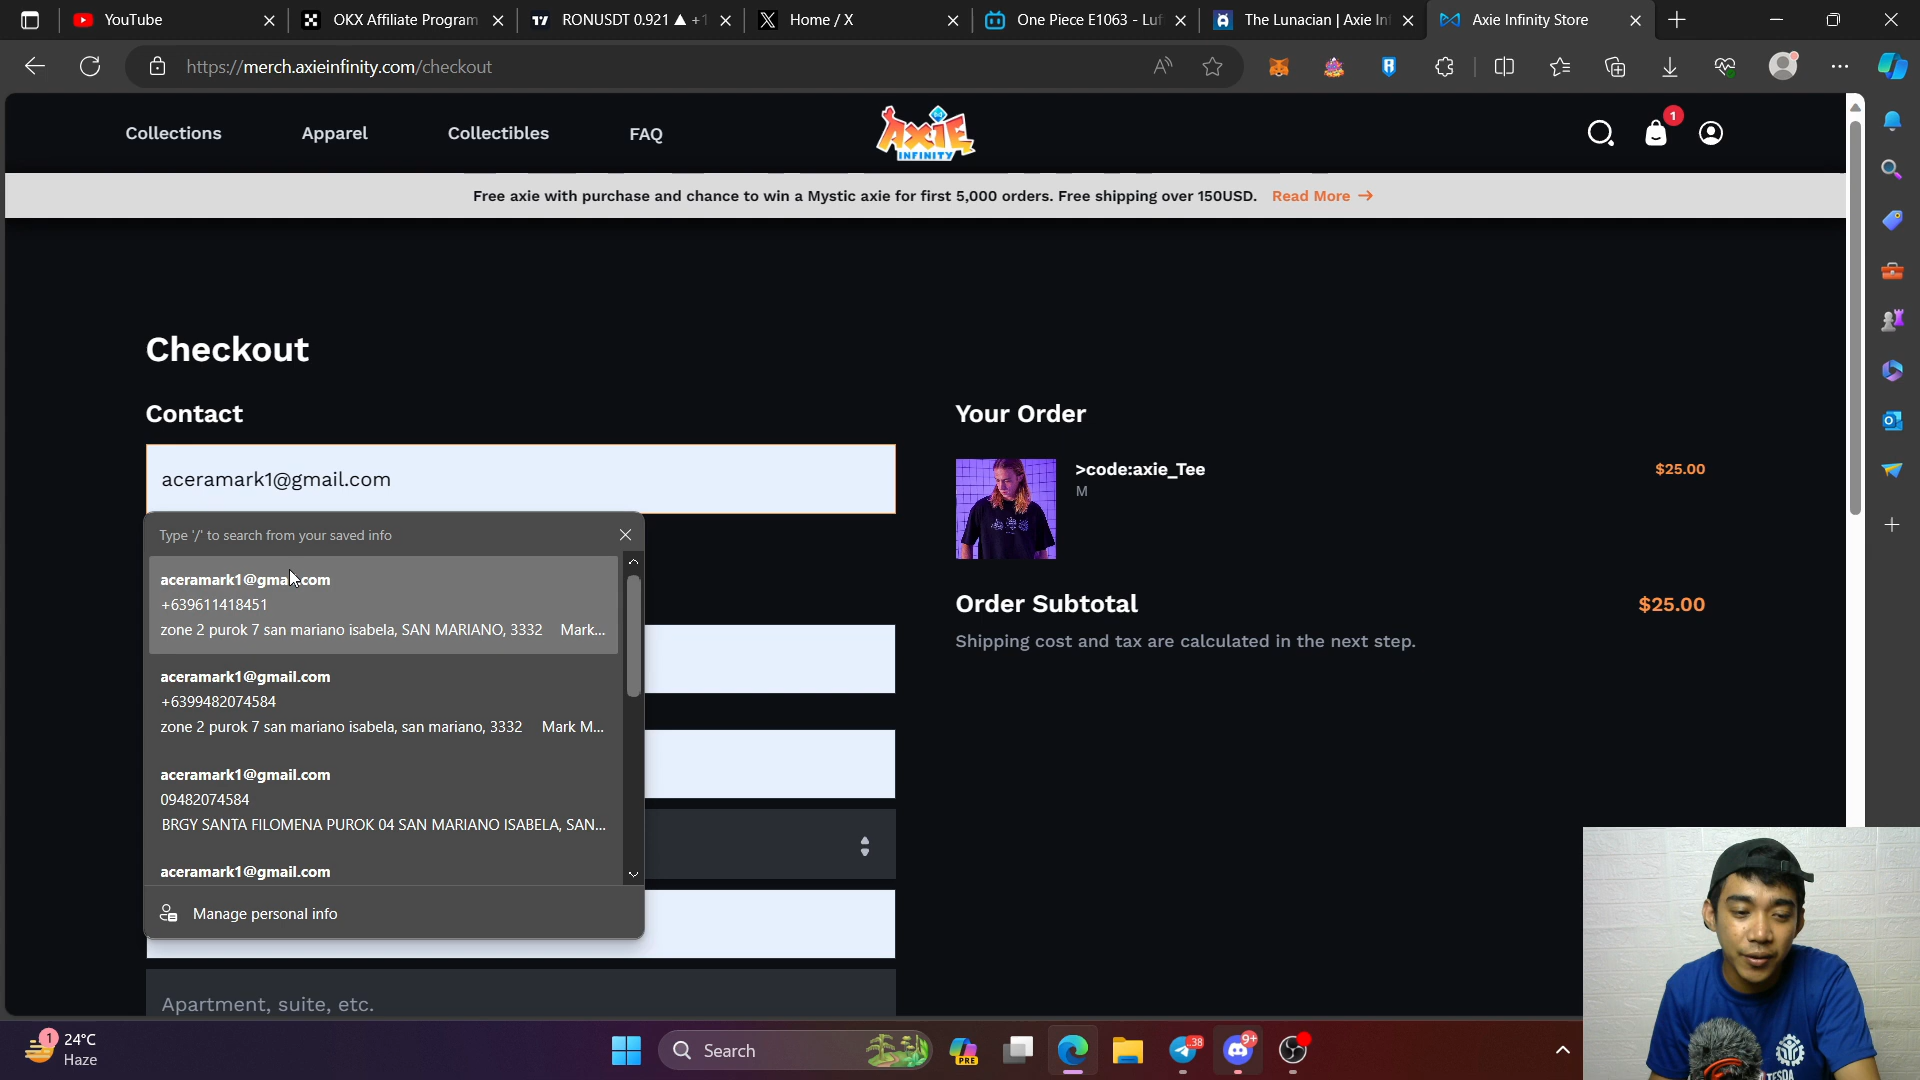 YouTube
OKX Affiliate Program
RONUSDT 0.921 ▲ +1
Home / X
One Piece E1063 - Luf
The Lunacian | Axie In
Axie Infinity Store
https://merch.axieinfinity.com/checkout
Collections
Apparel
Collectibles
FAQ
AXIE
INFINITY
1
Free axie with purchase and chance to win a Mystic axie for first 5,000 orders. Free shipping over 150USD. Read More →
Checkout
Contact
aceramark1@gmail.com
Type '/' to search from your saved info
aceramark1@gmail.com
+639611418451
zone 2 purok 7 san mariano isabela, SAN MARIANO, 3332 Mark...
aceramark1@gmail.com
+6399482074584
zone 2 purok 7 san mariano isabela, san mariano, 3332 Mark M...
aceramark1@gmail.com
09482074584
BRGY SANTA FILOMENA PUROK 04 SAN MARIANO ISABELA, SAN...
aceramark1@gmail.com
Manage personal info
Apartment, suite, etc.
Your Order
>code:axie_Tee
$25.00
M
Order Subtotal
$25.00
Shipping cost and tax are calculated in the next step.
1
24°C
Haze
Search
PRE
38
9+
TESDA